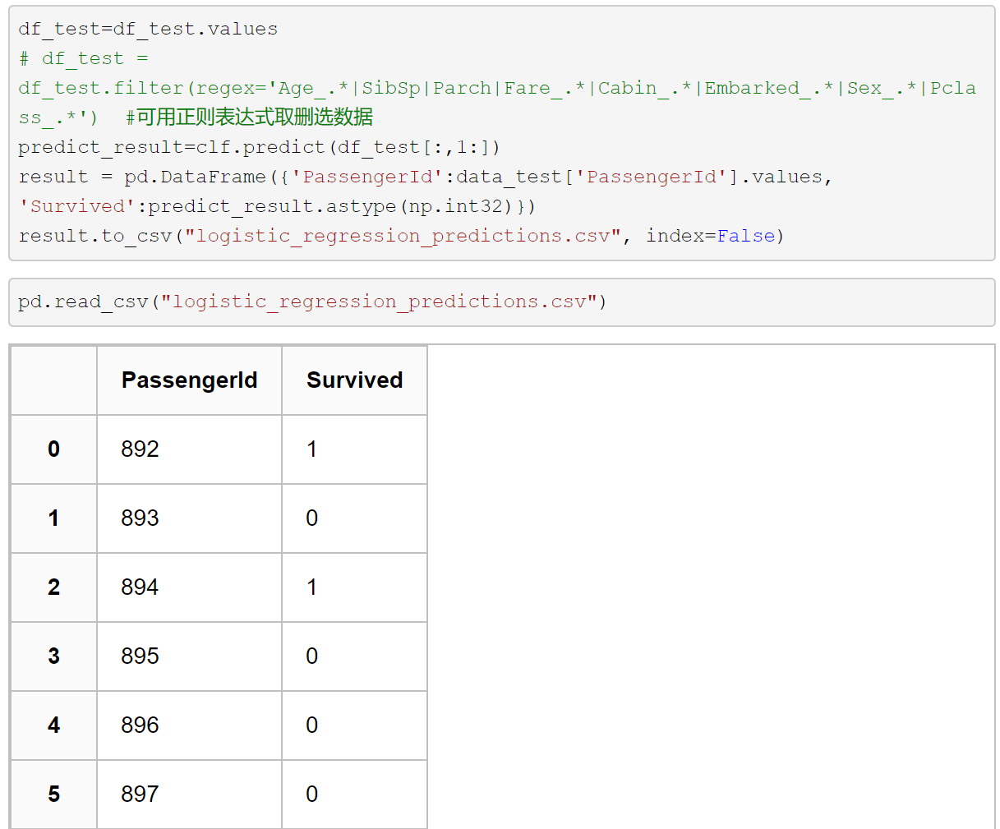 df_test=df_test.values
# df_test =
df_test.filter(regex='Age_.*|SibSp|Parch|Fare_.*|Cabin_.*|Embarked_.*|Sex_.*|Pcla
ss_.*')  #可用正则表达式取删选数据
predict_result=clf.predict(df_test[:,1:])
result = pd.DataFrame({'PassengerId':data_test['PassengerId'].values,
'Survived':predict_result.astype(np.int32)})
result.to_csv("logistic_regression_predictions.csv", index=False)
pd.read_csv("logistic_regression_predictions.csv")
PassengerId Survived
0 892 1
1 893 0
2 894 1
3 895 0
4 896 0
5 897 0